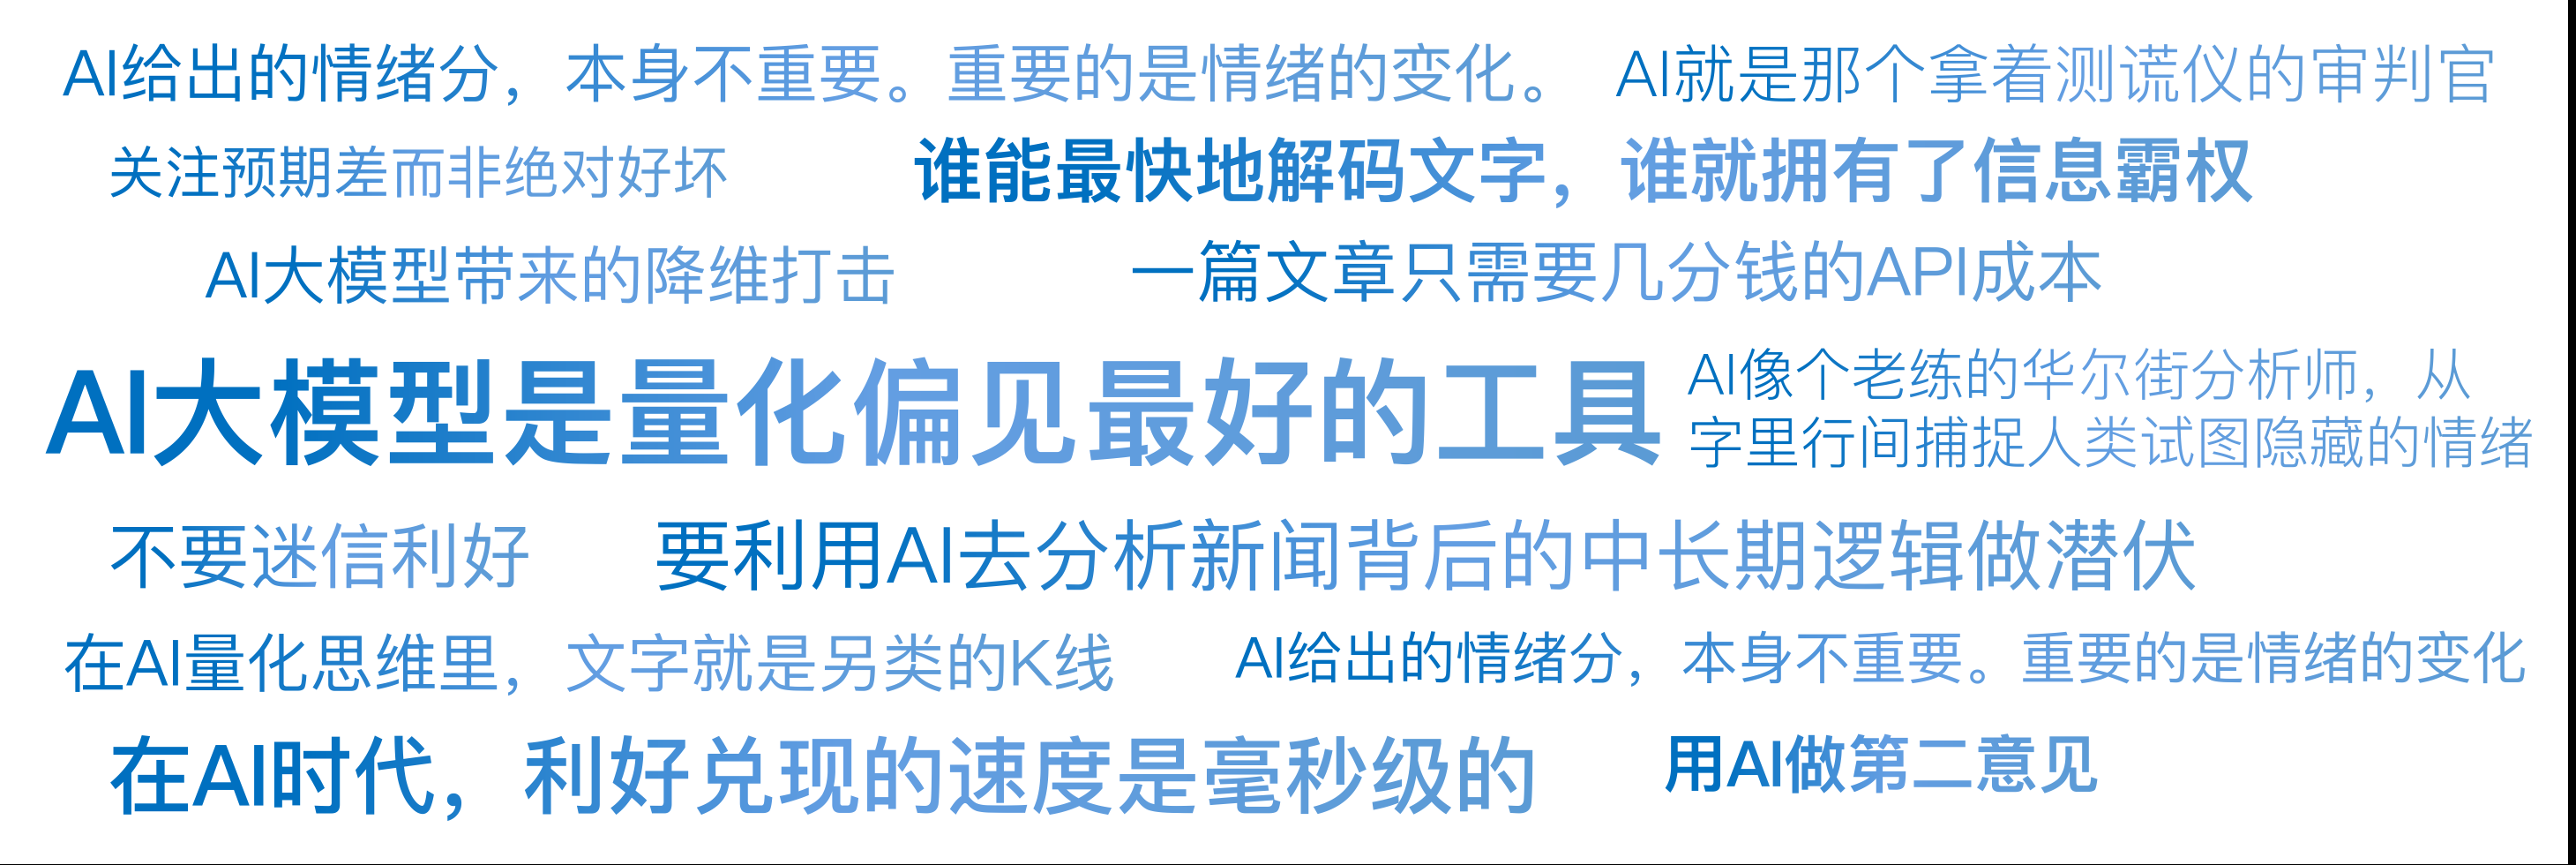 AI给出的情绪分，本身不重要。重要的是情绪的变化。
AI就是那个拿着测谎仪的审判官
关注预期差而非绝对好坏
谁能最快地解码文字，谁就拥有了信息霸权
AI大模型带来的降维打击
一篇文章只需要几分钱的API成本
AI大模型是量化偏见最好的工具
AI像个老练的华尔街分析师，从
字里行间捕捉人类试图隐藏的情绪
不要迷信利好
要利用AI去分析新闻背后的中长期逻辑做潜伏
在AI量化思维里，文字就是另类的K线
AI给出的情绪分，本身不重要。重要的是情绪的变化
在AI时代，利好兑现的速度是毫秒级的
用AI做第二意见